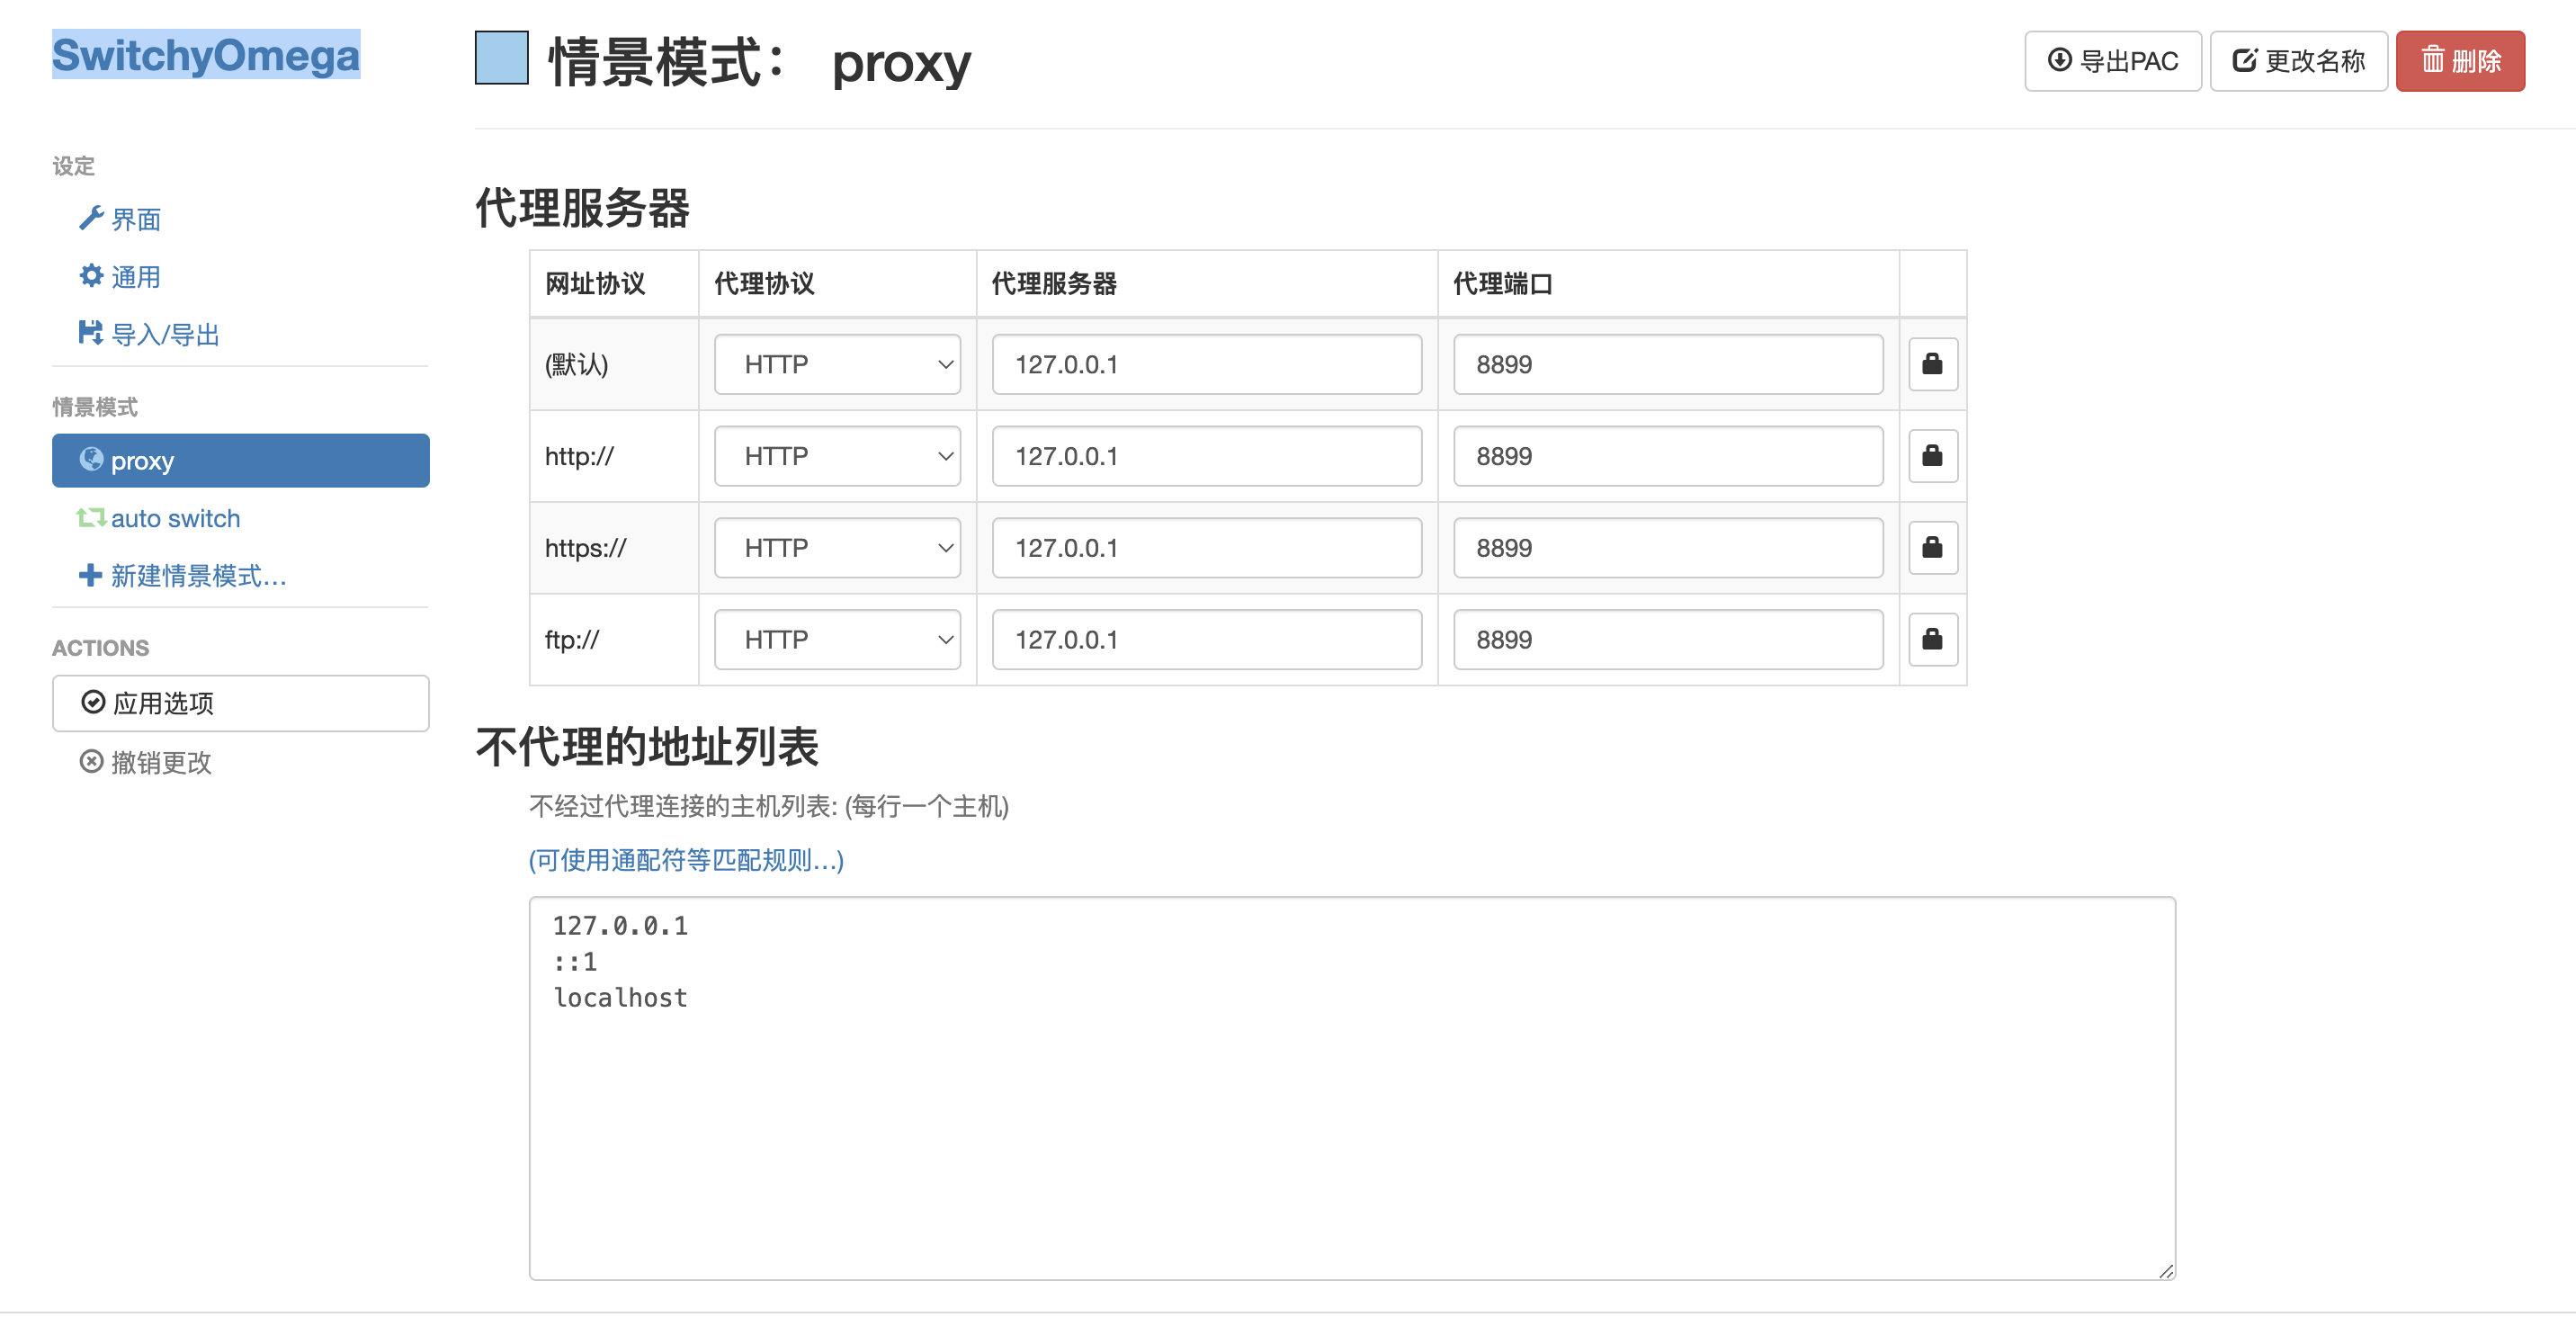 SwitchyOmega
情景模式： proxy
导出PAC 更改名称 删除
设定
界面
通用
导入/导出
情景模式
proxy
auto switch
新建情景模式...
ACTIONS
应用选项
撤销更改
代理服务器
网址协议 代理协议 代理服务器 代理端口
(默认) HTTP 127.0.0.1 8899
http:// HTTP 127.0.0.1 8899
https:// HTTP 127.0.0.1 8899
ftp:// HTTP 127.0.0.1 8899
不代理的地址列表
不经过代理连接的主机列表: (每行一个主机)
(可使用通配符等匹配规则...)
127.0.0.1
::1
localhost